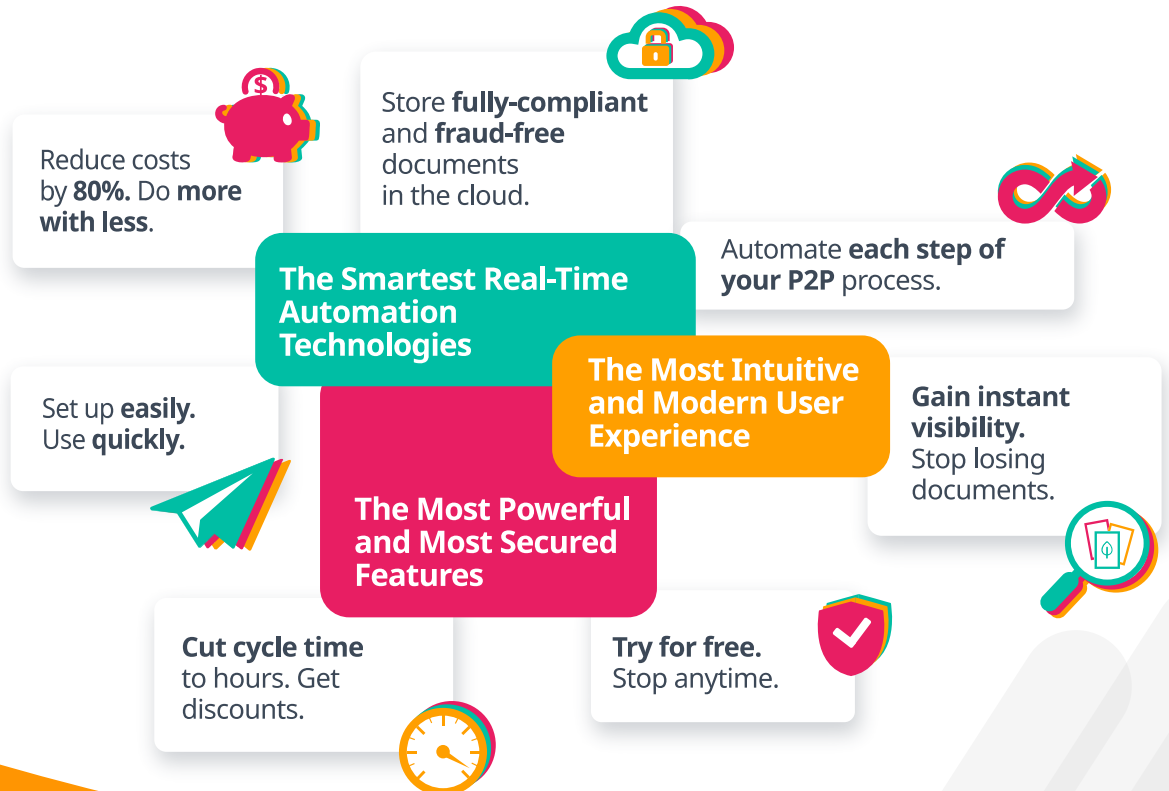 $
Reduce costs
by 80%. Do more
with less.
Store fully-compliant
and fraud-free
documents
in the cloud.
Automate each step of
your P2P process.
The Smartest Real-Time
Automation
Technologies
The Most Intuitive
and Modern User
Experience
Set up easily.
Use quickly.
Gain instant
visibility.
Stop losing
documents.
The Most Powerful
and Most Secured
Features
Cut cycle time
to hours. Get
discounts.
Try for free.
Stop anytime.